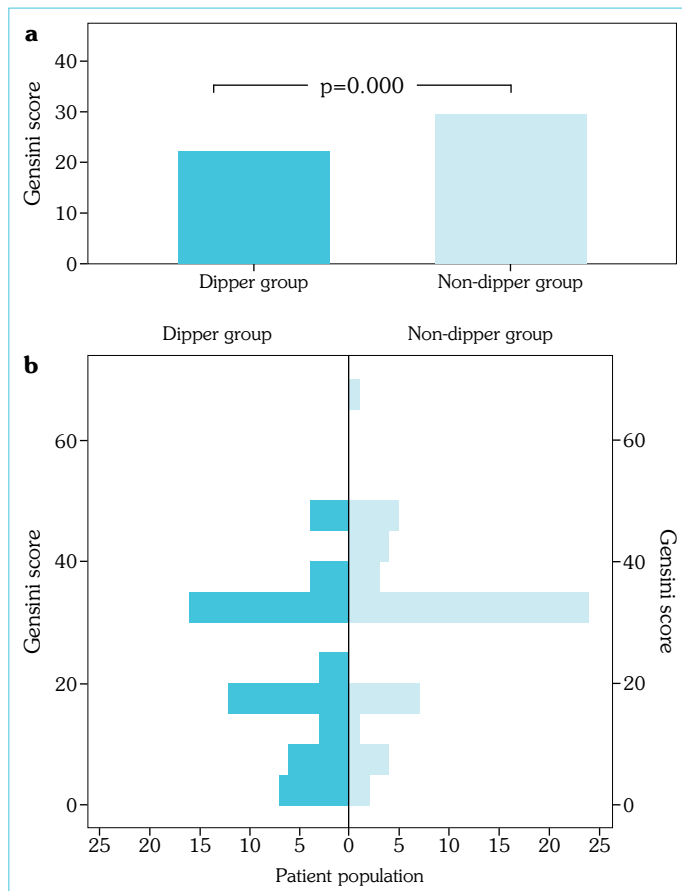 a
Gensini score
40
30
20
10
0
p=0.000
Dipper group Non-dipper group
Dipper group Non-dipper group
b
Gensini score
60
40
20
0
60
40
20
0
Gensini score
25 20 15 10 5 0 5 10 15 20 25
Patient population